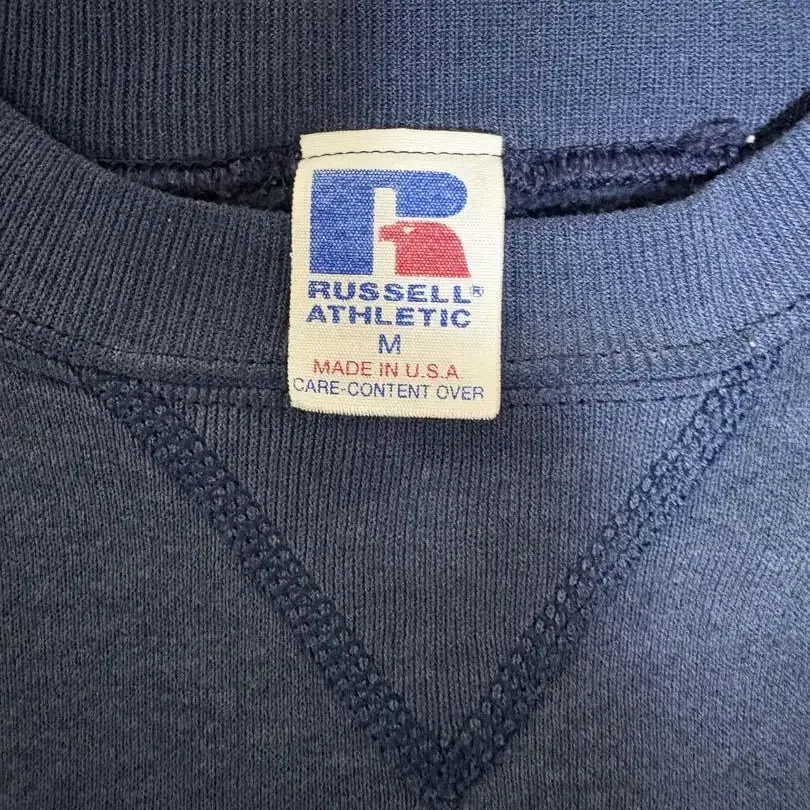 R
RUSSELL®
ATHLETIC
M
MADE IN U.S.A
CARE-CONTENT OVER